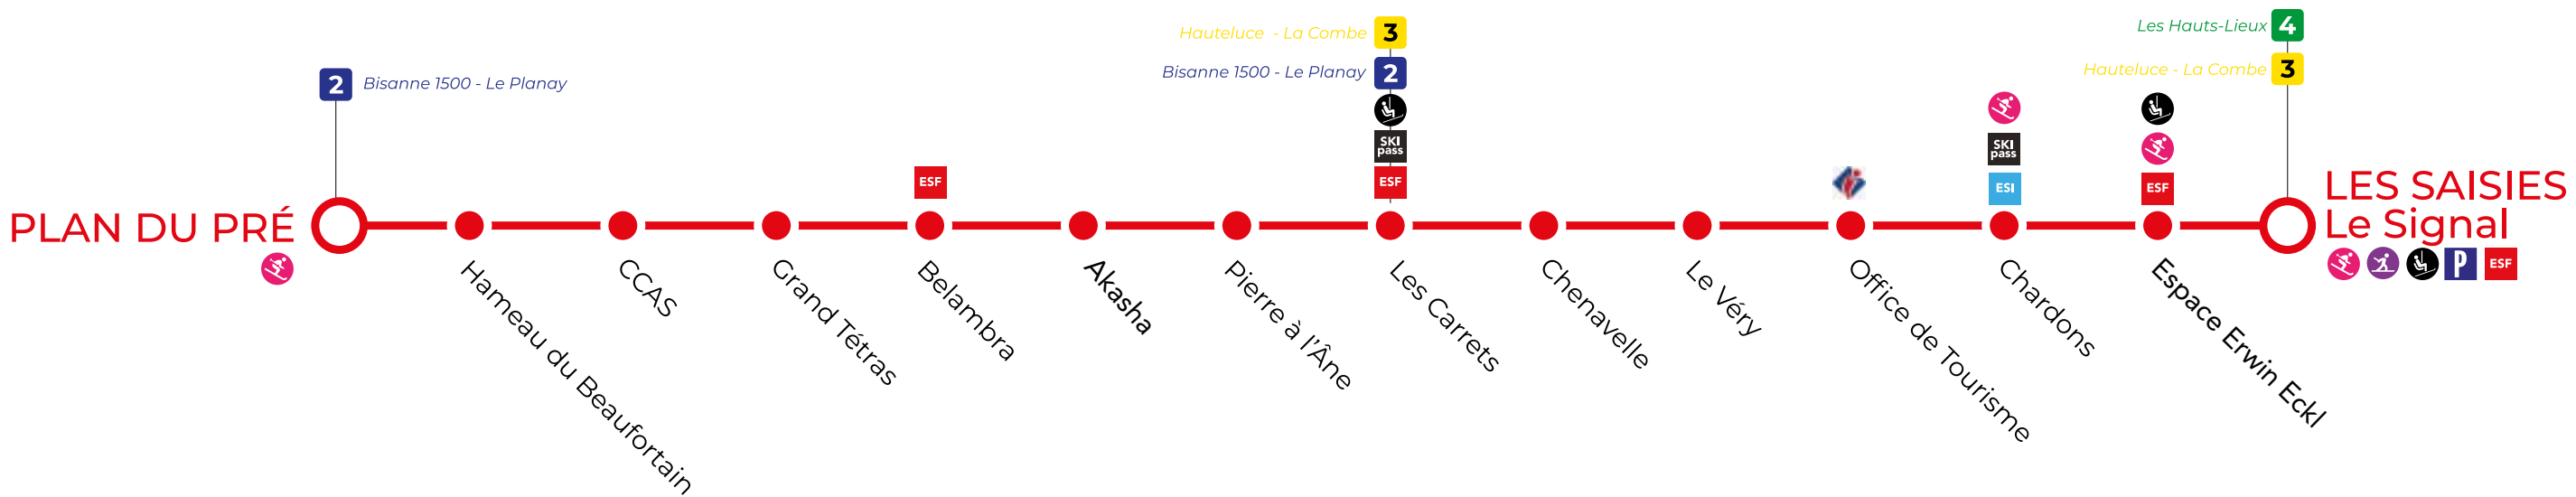 Hauteluce - La Combe 3
Les Hauts-Lieux 4
2 Bisanne 1500 - Le Planay
Bisanne 1500 - Le Planay 2
Hauteluce - La Combe 3
SKI
pass
SKI
pass
ESF
ESF
ESI
ESF
PLAN DU PRÉ
LES SAISIES
Le Signal
P
ESF
Hameau du Beaufortain
CCAS
Grand Tétras
Belambra
Akasha
Pierre à l'Âne
Les Carrets
Chenavelle
Le Véry
Office de Tourisme
Chardons
Espace Erwin Eckl